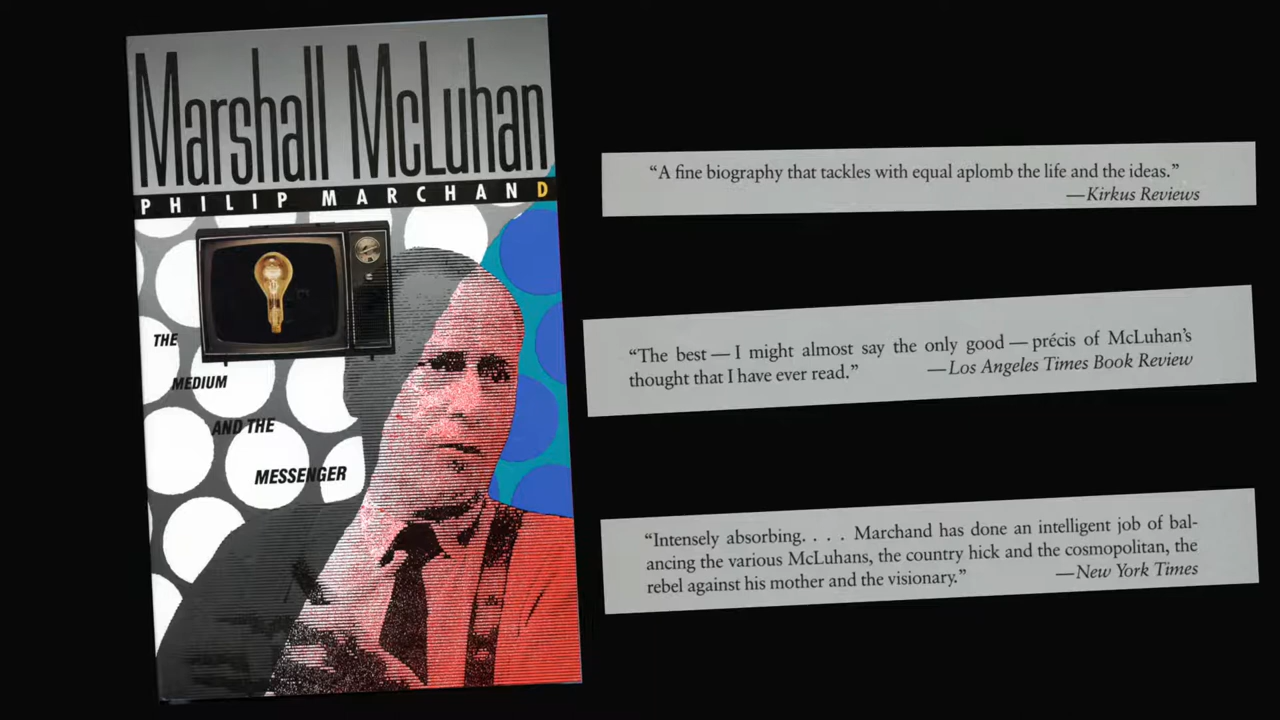 Marshall McLuhan
PHILIP MARCHAND
THE
MEDIUM
AND THE
MESSENGER
“A fine biography that tackles with equal aplomb the life and the ideas.”
—Kirkus Reviews
“The best — I might almost say the only good — précis of McLuhan’s
thought that I have ever read.” —Los Angeles Times Book Review
“Intensely absorbing. . . . Marchand has done an intelligent job of bal-
ancing the various McLuhans, the country hick and the cosmopolitan, the
rebel against his mother and the visionary.” —New York Times